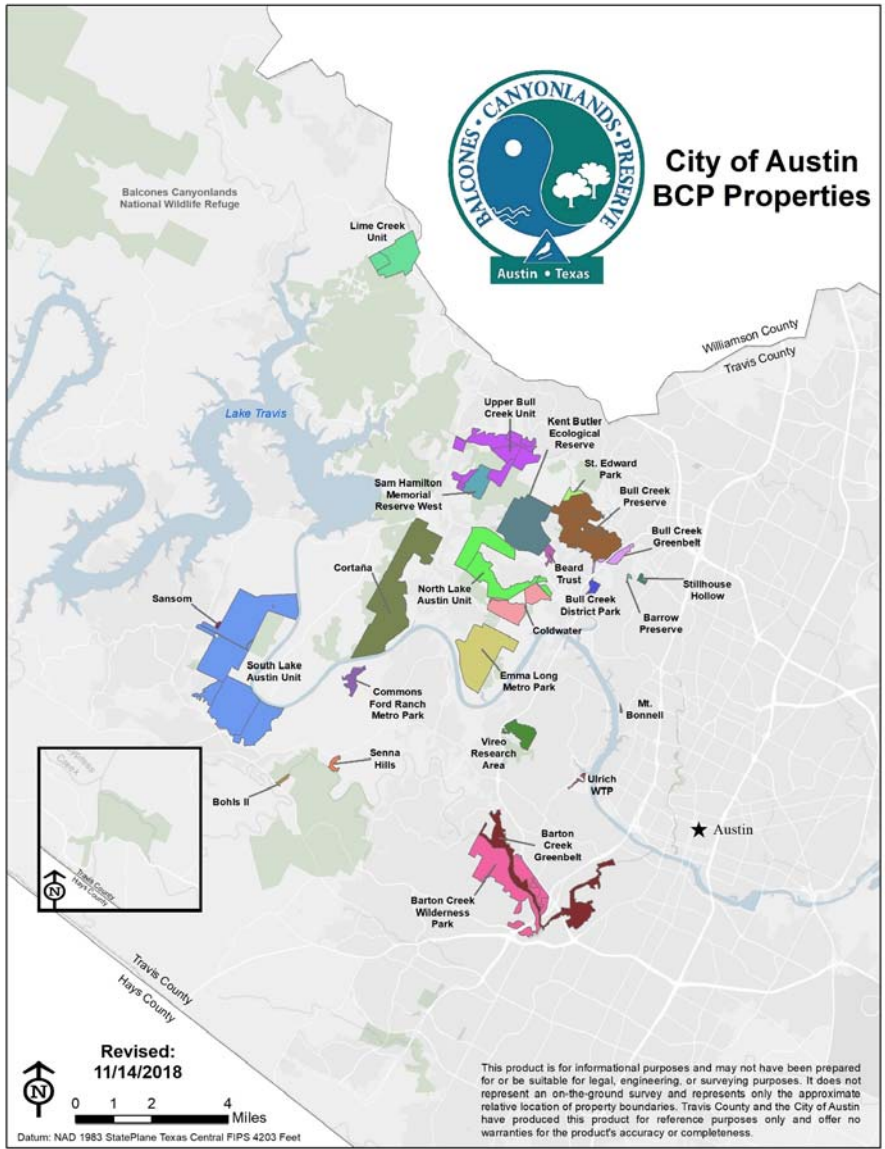 BALCONES • CANYONLANDS • PRESERVE
Austin • Texas
City of Austin
BCP Properties
Balcones Canyonlands
National Wildlife Refuge
Lime Creek
Unit
Williamson County
Travis County
Lake Travis
Upper Bull
Creek Unit
Kent Butler
Ecological
Reserve
St. Edward
Park
Sam Hamilton
Memorial
Reserve West
Bull Creek
Preserve
Bull Creek
Greenbelt
Cortaña
Beard
Trust
North Lake
Austin Unit
Stillhouse
Hollow
Sansom
Bull Creek
District Park
Barrow
Preserve
Coldwater
South Lake
Austin Unit
Emma Long
Metro Park
Commons
Ford Ranch
Metro Park
Mt.
Bonnell
Vireo
Research
Area
Senna
Hills
Ulrich
WTP
Bohls II
Creek
Travis County
Hays County
N
Austin
Barton
Creek
Greenbelt
Barton Creek
Wilderness
Park
Travis County
Hays County
Revised:
11/14/2018
N
0 1 2 4
Miles
Datum: NAD 1983 StatePlane Texas Central FIPS 4203 Feet
This product is for informational purposes and may not have been prepared
for or be suitable for legal, engineering, or surveying purposes. It does not
represent an on-the-ground survey and represents only the approximate
relative location of property boundaries. Travis County and the City of Austin
have produced this product for reference purposes only and offer no
warranties for the product's accuracy or completeness.